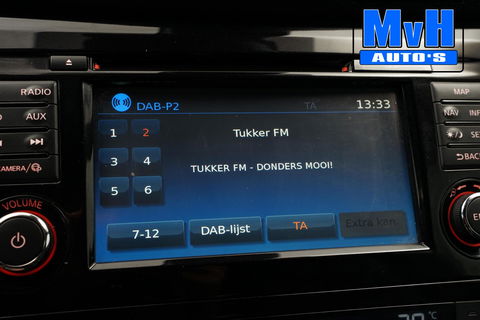 MvH
AUTO'S
RADIO
AUX
CAMERA/
VOLUME
DAB-P2 TA 13:33
1 2 Tukker FM
3 4 TUKKER FM - DONDERS MOOI!
5 6
7-12 DAB-lijst TA Extra kan.
MAP
NAV
BACK
°C